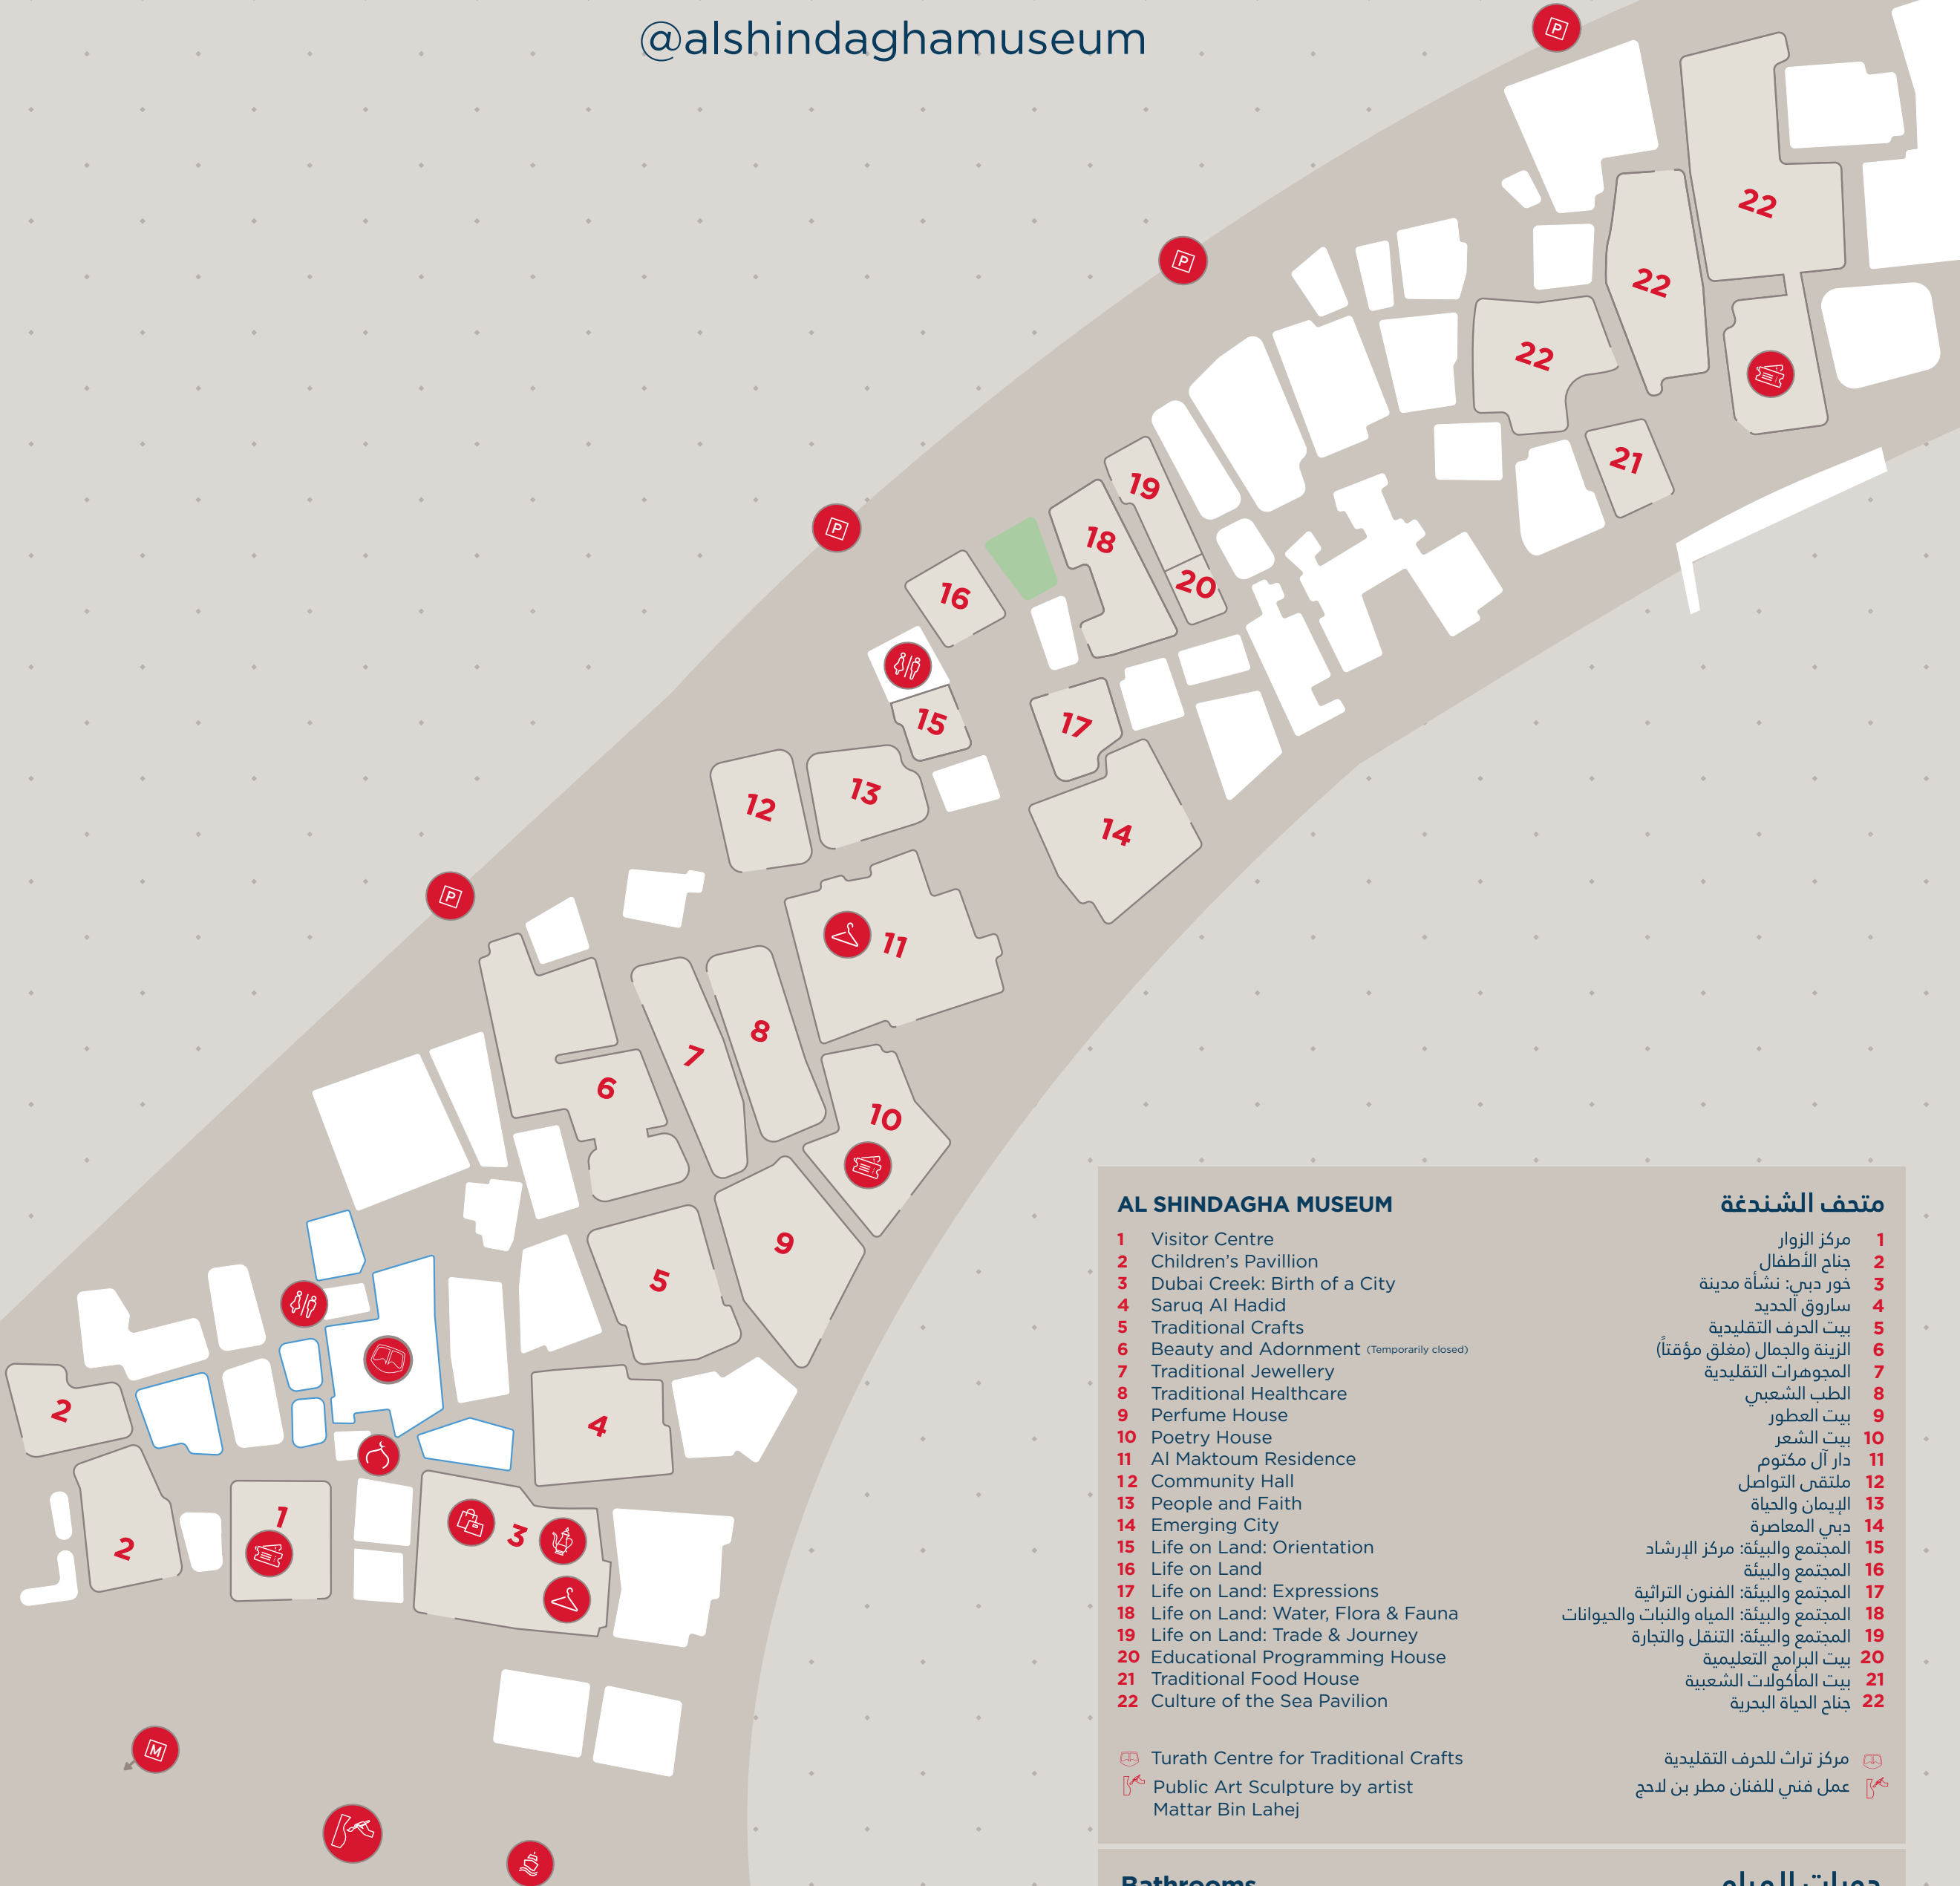 @alshindaghamuseum
P
P
P
P
22
22
22
21
19
18
20
16
15
17
13
12
14
11
8
7
6
10
9
5
4
2
2
1
3
M
AL SHINDAGHA MUSEUM
1 Visitor Centre
2 Children’s Pavillion
3 Dubai Creek: Birth of a City
4 Saruq Al Hadid
5 Traditional Crafts
6 Beauty and Adornment (Temporarily closed)
7 Traditional Jewellery
8 Traditional Healthcare
9 Perfume House
10 Poetry House
11 Al Maktoum Residence
12 Community Hall
13 People and Faith
14 Emerging City
15 Life on Land: Orientation
16 Life on Land
17 Life on Land: Expressions
18 Life on Land: Water, Flora & Fauna
19 Life on Land: Trade & Journey
20 Educational Programming House
21 Traditional Food House
22 Culture of the Sea Pavilion
Turath Centre for Traditional Crafts
Public Art Sculpture by artist
Mattar Bin Lahej
متحف الشندغة
1 مركز الزوار
2 جناح الأطفال
3 خور دبي: نشأة مدينة
4 ساروق الحديد
5 بيت الحرف التقليدية
6 الزينة والجمال (مغلق مؤقتاً)
7 المجوهرات التقليدية
8 الطب الشعبي
9 بيت العطور
10 بيت الشعر
11 دار آل مكتوم
12 ملتقى التواصل
13 الإيمان والحياة
14 دبي المعاصرة
15 المجتمع والبيئة: مركز الإرشاد
16 المجتمع والبيئة
17 المجتمع والبيئة: الفنون التراثية
18 المجتمع والبيئة: المياه والنبات والحيوانات
19 المجتمع والبيئة: التنقل والتجارة
20 بيت البرامج التعليمية
21 بيت المأكولات الشعبية
22 جناح الحياة البحرية
مركز تراث للحرف التقليدية
عمل فني للفنان مطر بن لاحج
Bathrooms
دورات المياه